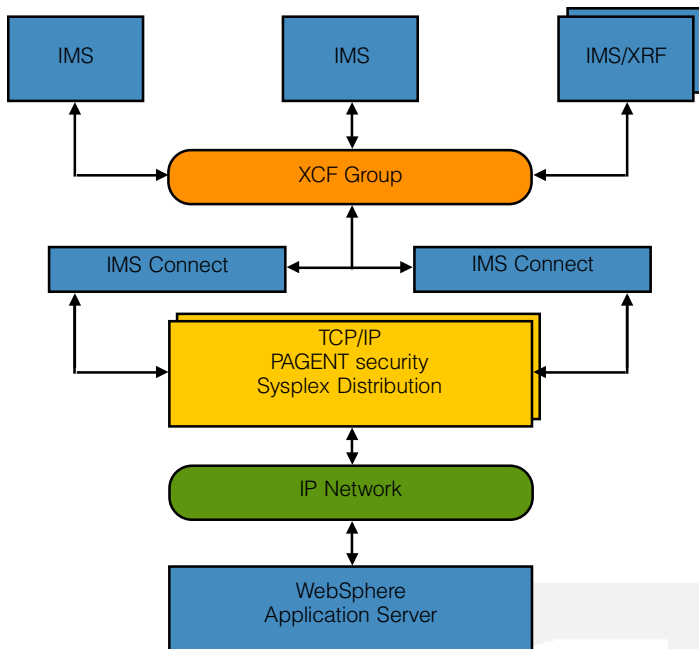 IMS
IMS
IMS/XRF
XCF Group
IMS Connect
IMS Connect
TCP/IP
PAGENT security
Sysplex Distribution
IP Network
WebSphere
Application Server